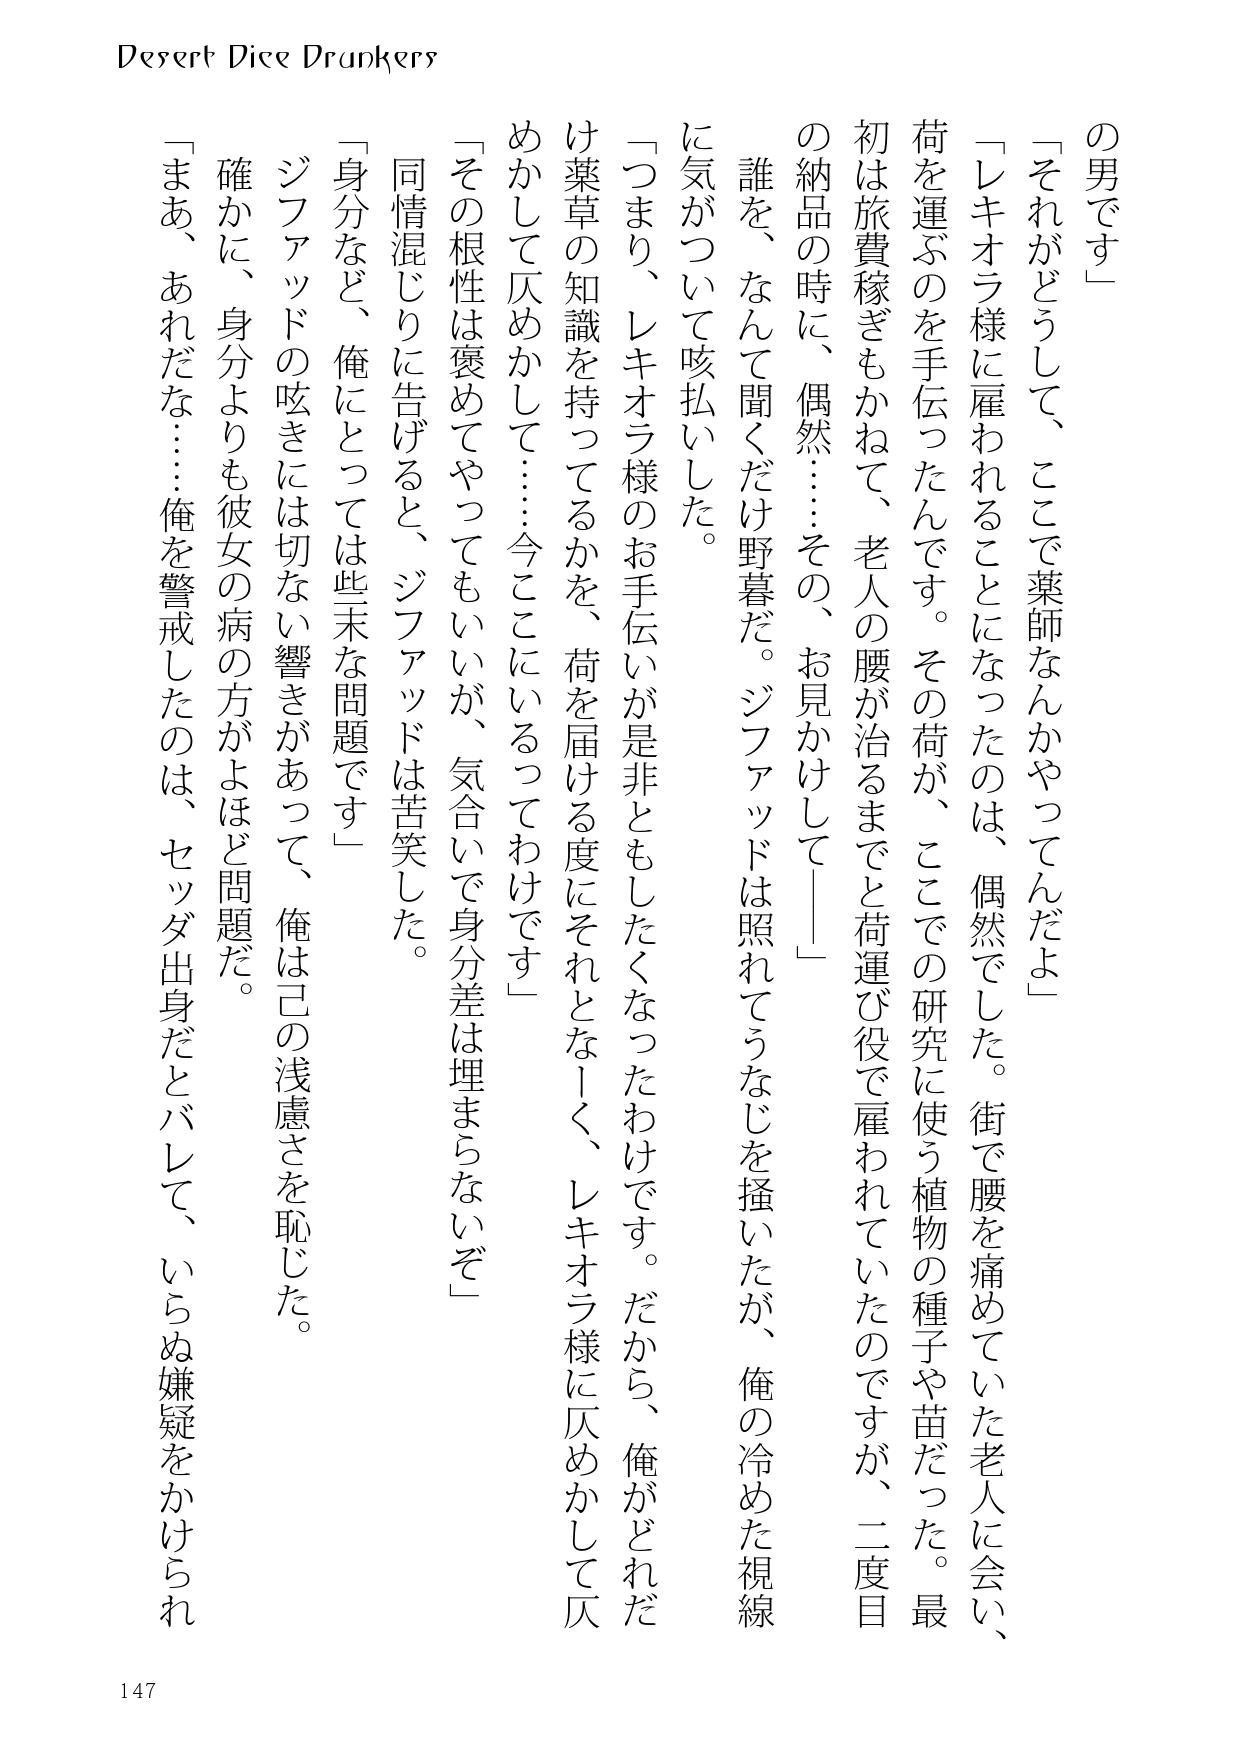 Desert Dice Drunkers
の男です」
「それがどうして、ここで薬師なんかやってんだよ」
「レキオラ様に雇われることになったのは、偶然でした。街で腰を痛めていた老人に会い、
荷を運ぶのを手伝ったんです。その荷が、ここでの研究に使う植物の種子や苗だった。最
初は旅費稼ぎもかねて、老人の腰が治るまでと荷運び役で雇われていたのですが、二度目
の納品の時に、偶然……その、お見かけして――」
誰を、なんて聞くだけ野暮だ。ジファッドは照れてうなじを掻いたが、俺の冷めた視線
に気がついて咳払いした。
「つまり、レキオラ様のお手伝いが是非ともしたくなったわけです。だから、俺がどれだ
け薬草の知識を持ってるかを、荷を届ける度にそれとなーく、レキオラ様に仄めかして仄
めかして仄めかして……今ここにいるってわけです」
「その根性は褒めてやってもいいが、気合いで身分差は埋まらないぞ」
同情混じりに告げると、ジファッドは苦笑した。
「身分など、俺にとっては些末な問題です」
ジファッドの呟きには切ない響きがあって、俺は己の浅慮さを恥じた。
確かに、身分よりも彼女の病の方がよほど問題だ。
「まあ、あれだな……俺を警戒したのは、セッダ出身だとバレて、いらぬ嫌疑をかけられ
147